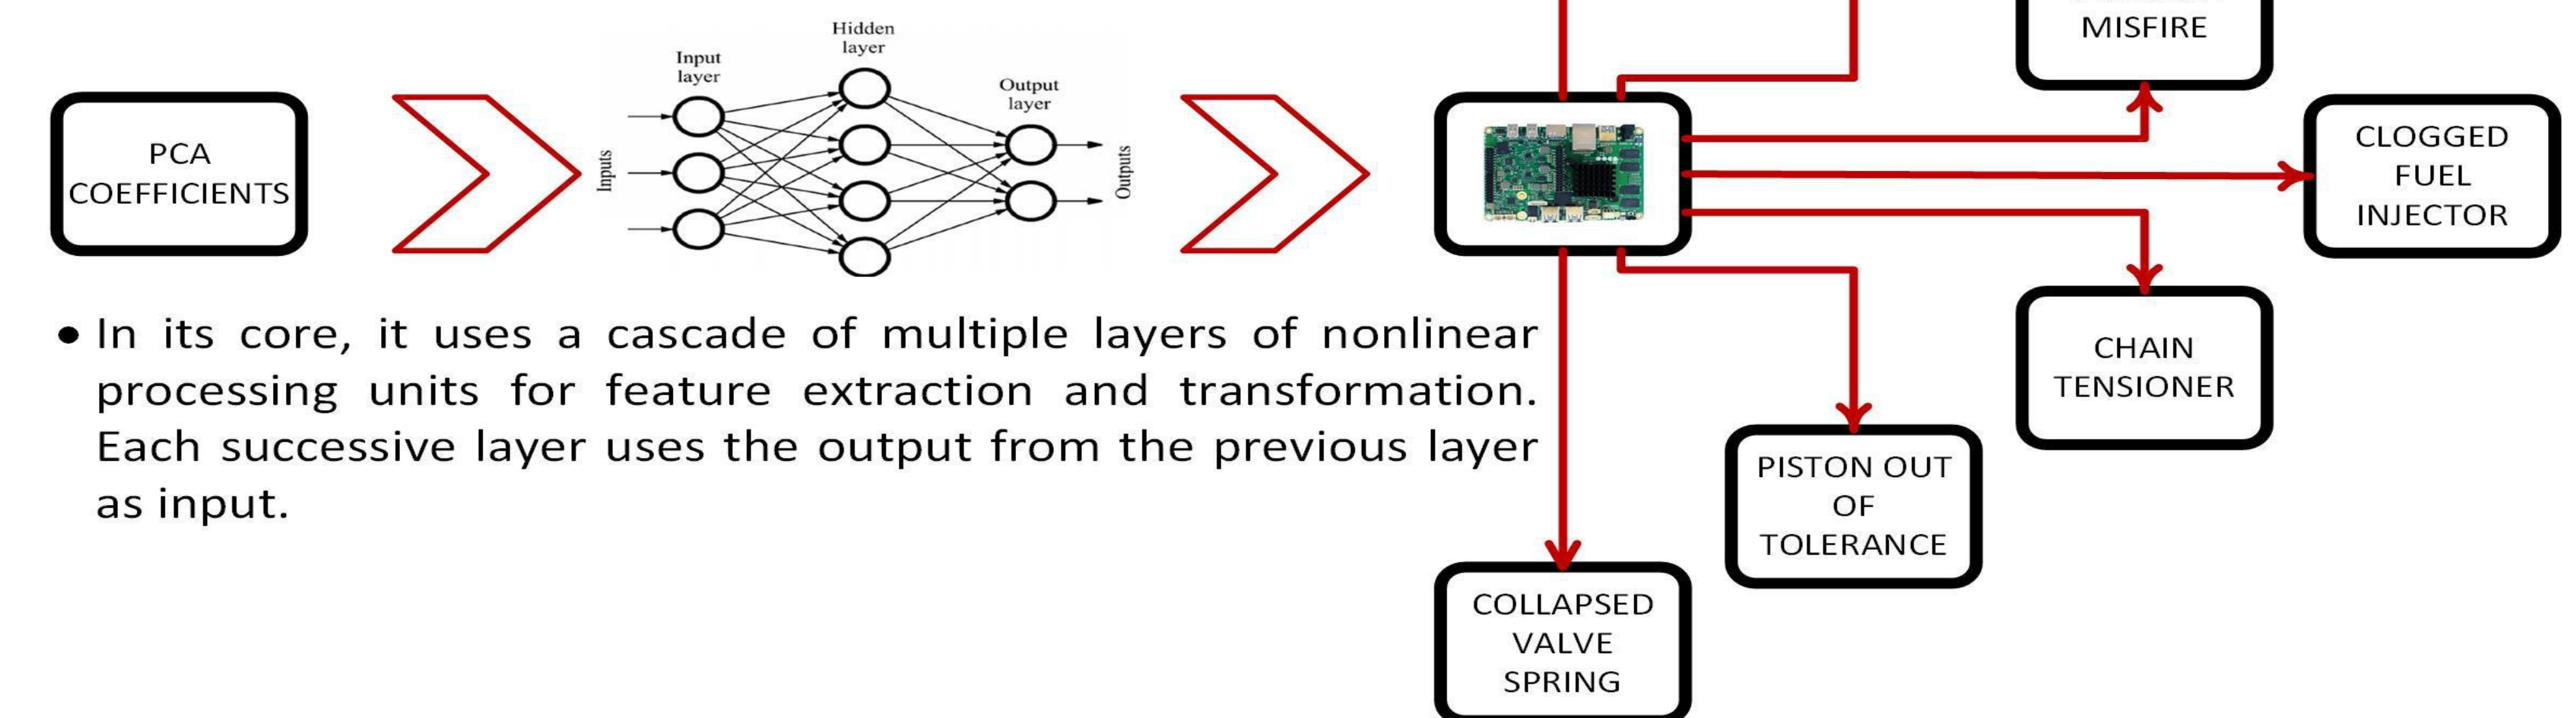 MISFIRE
Hidden
layer
Input
layer
Output
layer
Inputs
Outputs
PCA
COEFFICIENTS
CLOGGED
FUEL
INJECTOR
• In its core, it uses a cascade of multiple layers of nonlinear
processing units for feature extraction and transformation.
Each successive layer uses the output from the previous layer
as input.
CHAIN
TENSIONER
PISTON OUT
OF
TOLERANCE
COLLAPSED
VALVE
SPRING